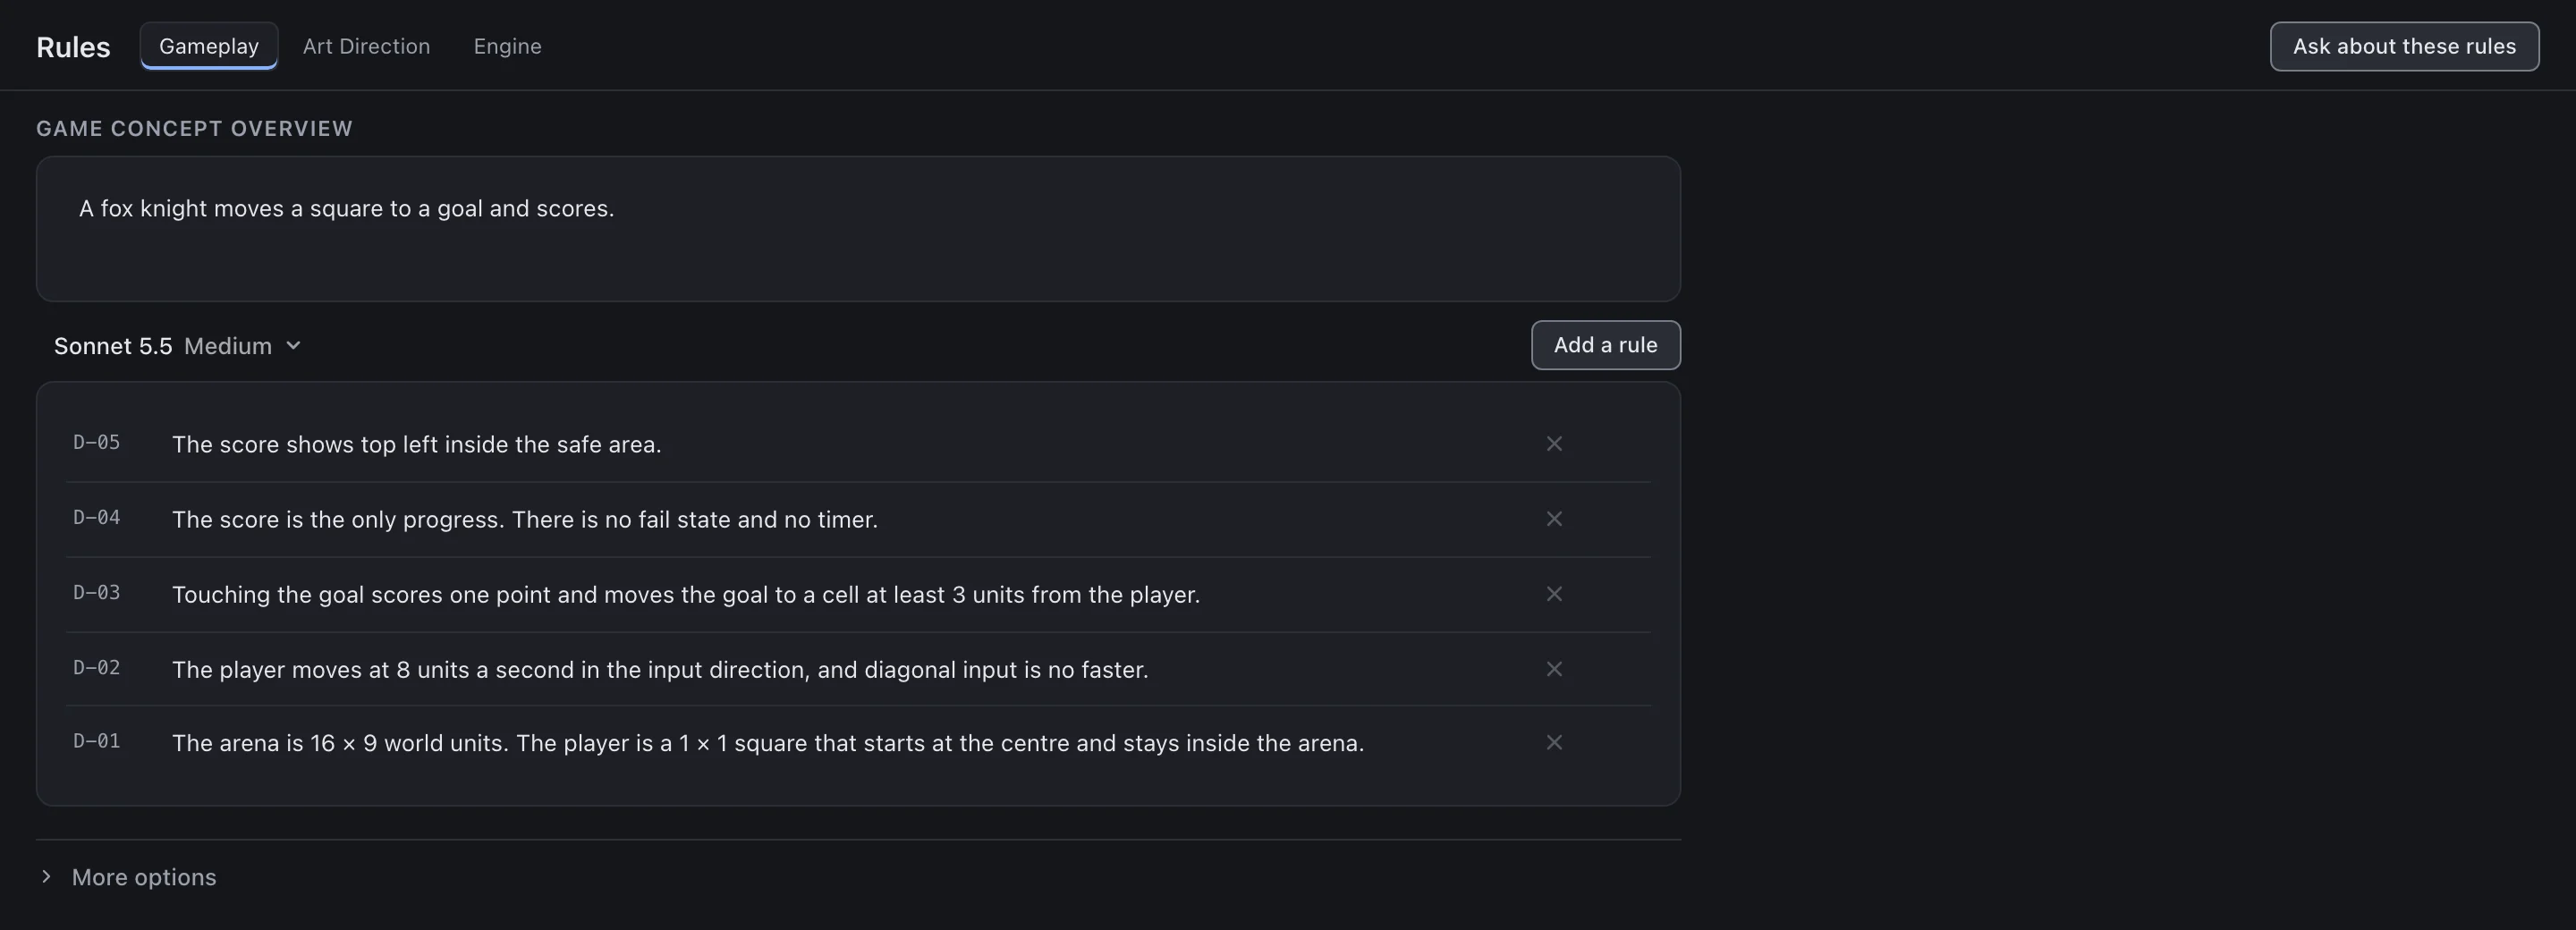 Rules
Gameplay
Art Direction
Engine
Ask about these rules
GAME CONCEPT OVERVIEW
A fox knight moves a square to a goal and scores.
Sonnet 5.5 Medium
Add a rule
D-05 The score shows top left inside the safe area.
D-04 The score is the only progress. There is no fail state and no timer.
D-03 Touching the goal scores one point and moves the goal to a cell at least 3 units from the player.
D-02 The player moves at 8 units a second in the input direction, and diagonal input is no faster.
D-01 The arena is 16 × 9 world units. The player is a 1 × 1 square that starts at the centre and stays inside the arena.
More options